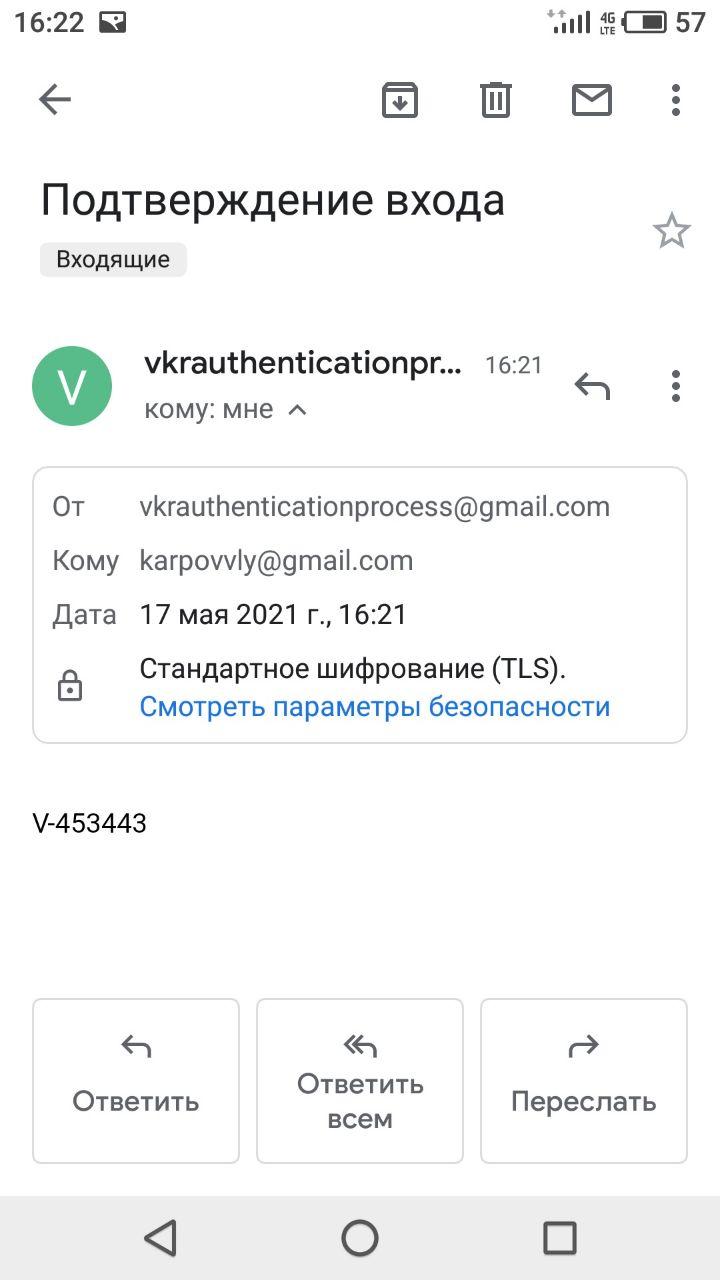 16:22 4G LTE 57
Подтверждение входа
Входящие
V
vkrauthenticationpr... 16:21
кому: мне
От vkrauthenticationprocess@gmail.com
Кому karpovvly@gmail.com
Дата 17 мая 2021 г., 16:21
Стандартное шифрование (TLS).
Смотреть параметры безопасности
V-453443
Ответить
Ответить
всем
Переслать